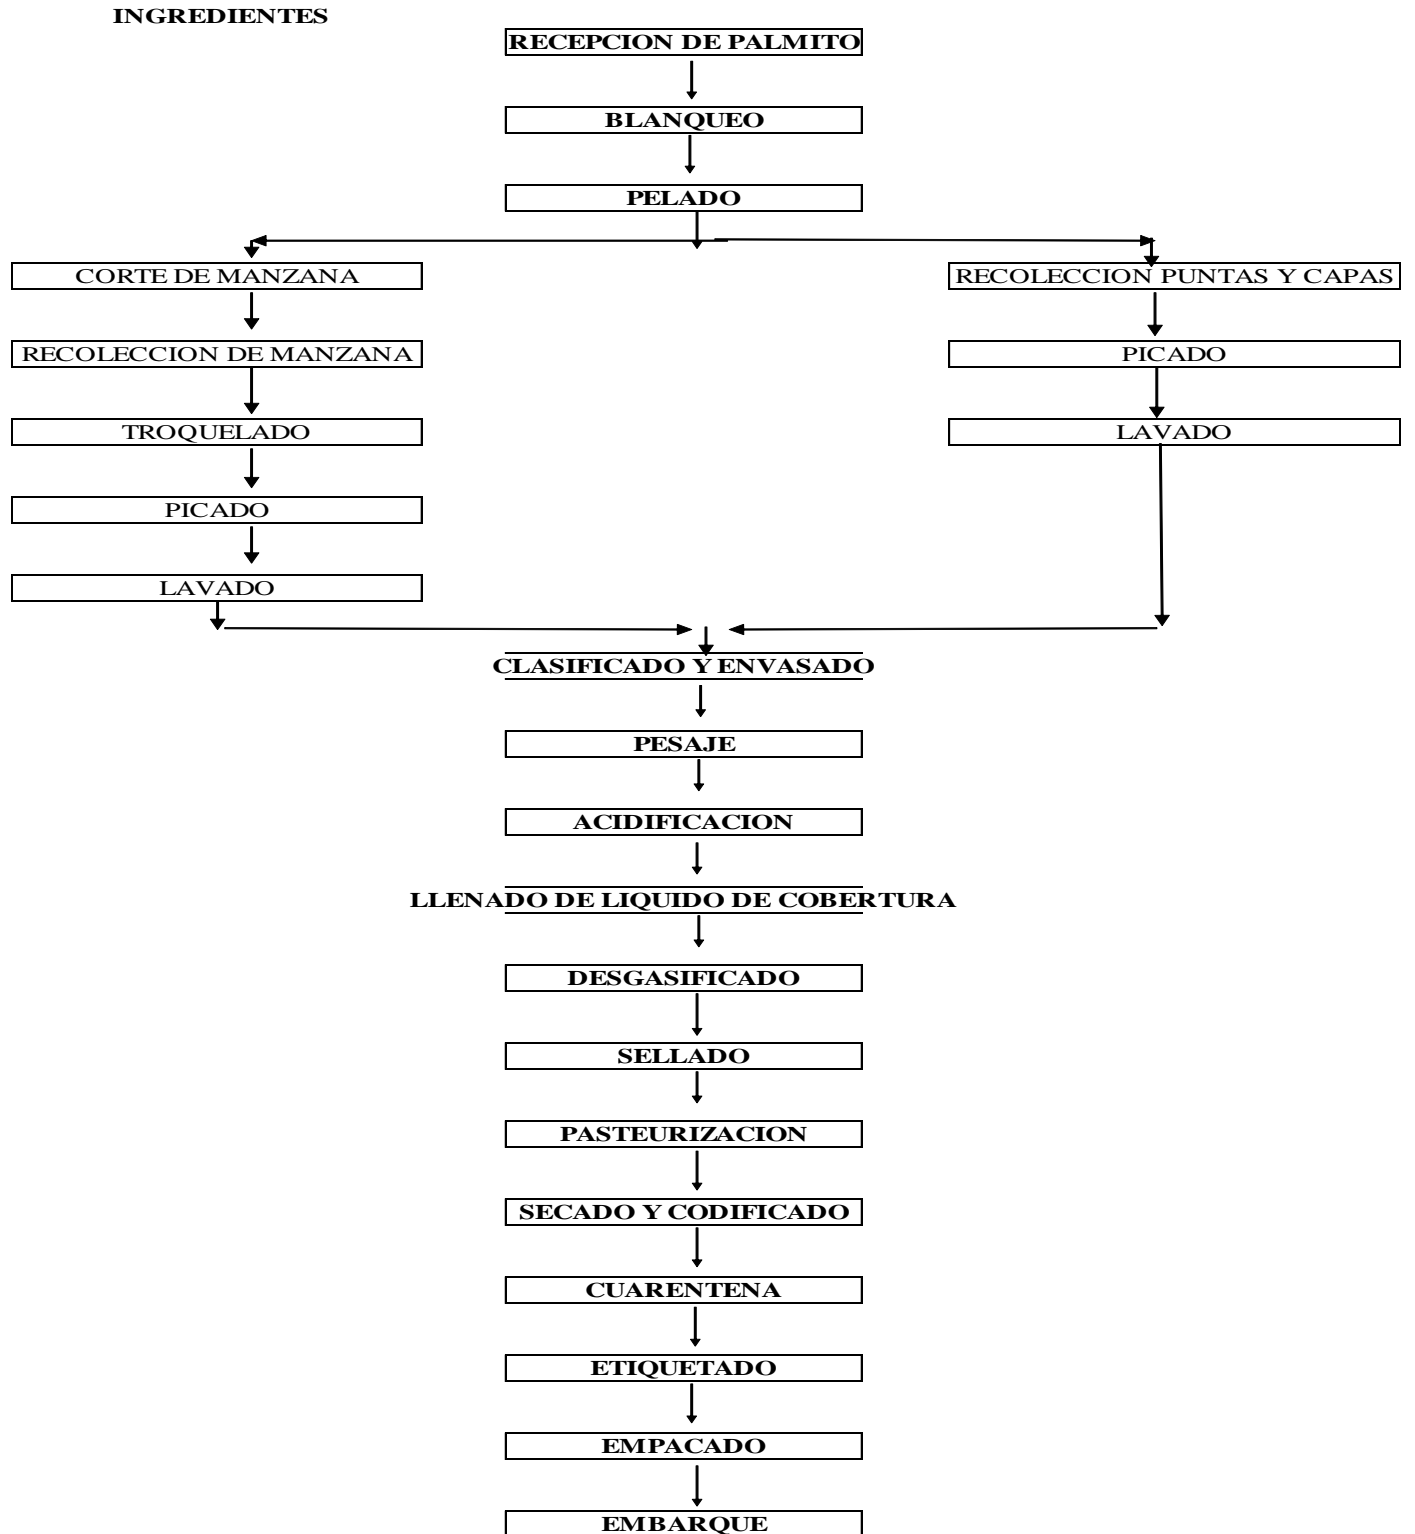 INGREDIENTES
RECEPCION DE PALMITO
BLANQUEO
PELADO
CORTE DE MANZANA
RECOLECCION PUNTAS Y CAPAS
RECOLECCION DE MANZANA
PICADO
TROQUELADO
LAVADO
PICADO
LAVADO
CLASIFICADO Y ENVASADO
PESAJE
ACIDIFICACION
LLENADO DE LIQUIDO DE COBERTURA
DESGASIFICADO
SELLADO
PASTEURIZACION
SECADO Y CODIFICADO
CUARENTENA
ETIQUETADO
EMPACADO
EMBARQUE